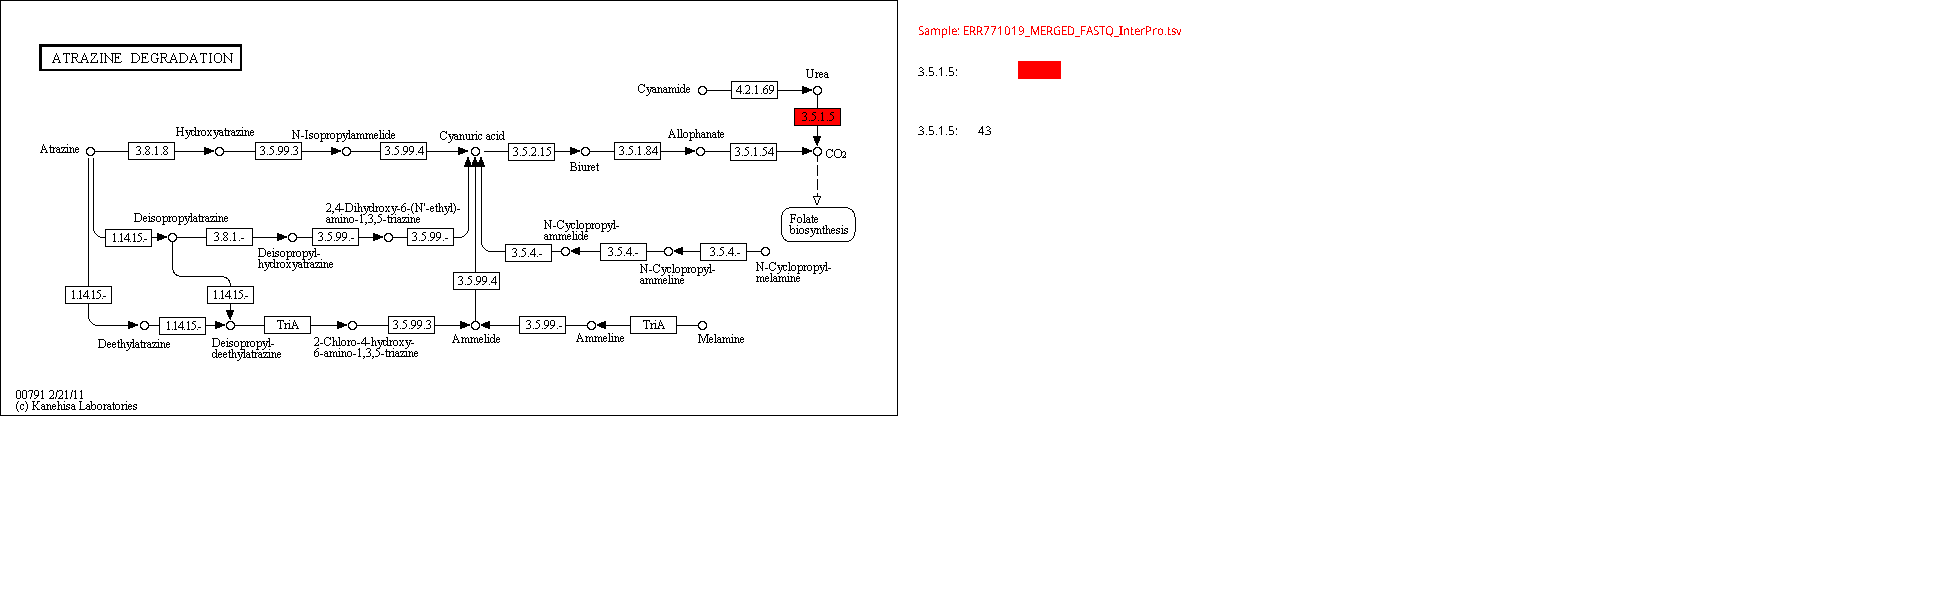 ATRAZINE DEGRADATION
Sample: ERR771019_MERGED_FASTQ_InterPro.tsv
3.5.1.5:
3.5.1.5: 43
Urea
Cyanamide
4.2.1.69
3.5.1.5
Hydroxyatrazine
N-Isopropylammelide
Cyanuric acid
Allophanate
Atrazine
3.8.1.8
3.5.99.3
3.5.99.4
3.5.2.15
3.5.1.84
3.5.1.54
CO2
Biuret
Deisopropylatrazine
2,4-Dihydroxy-6-(N'-ethyl)-
amino-1,3,5-triazine
N-Cyclopropyl-
ammelide
Folate
biosynthesis
1.14.15.-
3.8.1.-
3.5.99.-
3.5.99.-
Deisopropyl-
hydroxyatrazine
3.5.4.-
3.5.4.-
3.5.4.-
N-Cyclopropyl-
ammeline
N-Cyclopropyl-
melamine
3.5.99.4
1.14.15.-
1.14.15.-
1.14.15.-
TriA
3.5.99.3
3.5.99.-
TriA
Deethylatrazine
Deisopropyl-
deethylatrazine
2-Chloro-4-hydroxy-
6-amino-1,3,5-triazine
Ammelide
Ammeline
Melamine
00791 2/21/11
(c) Kanehisa Laboratories